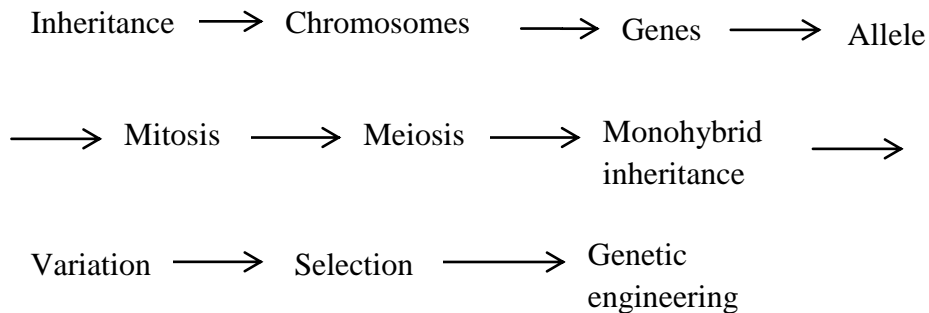 Inheritance Chromosomes Genes Allele
Mitosis Meiosis Monohybrid
inheritance
Variation Selection Genetic
engineering